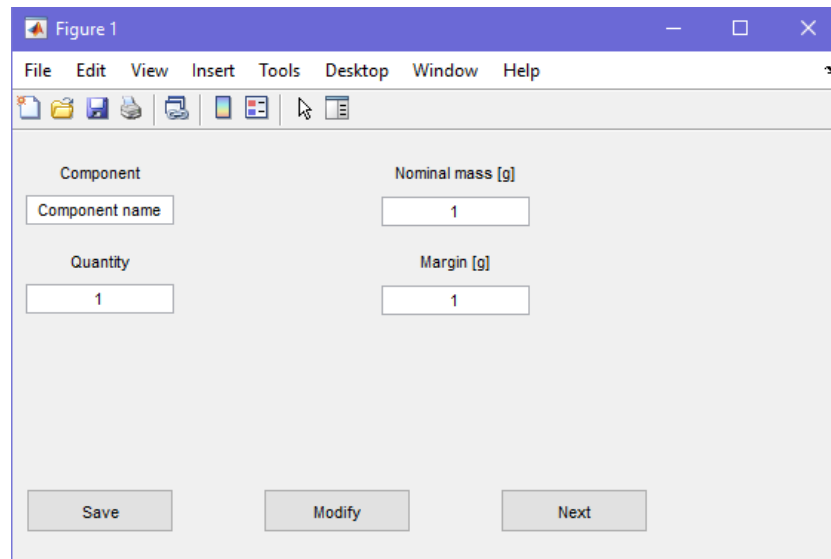 Figure 1
File Edit View Insert Tools Desktop Window Help
Component Nominal mass [g]
Component name 1
Quantity Margin [g]
1 1
Save Modify Next